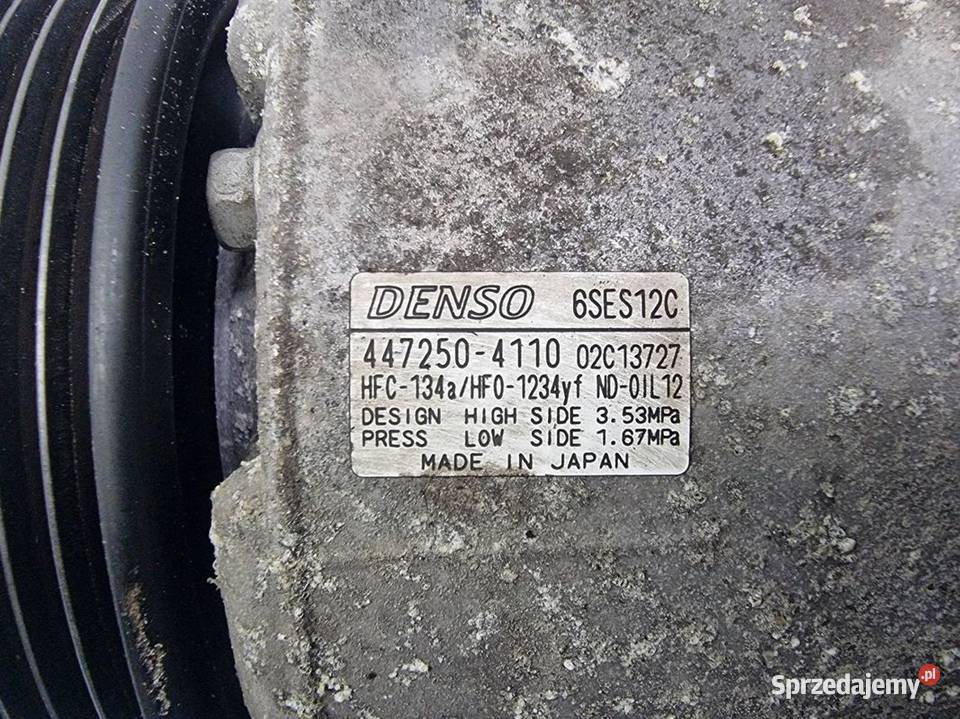 DENSO 6SES12C
447250-4110 02C13727
HFC-134a/HFO-1234yf ND-OIL12
DESIGN HIGH SIDE 3.53MPa
PRESS LOW SIDE 1.67MPa
MADE IN JAPAN
Sprzedajemy.pl